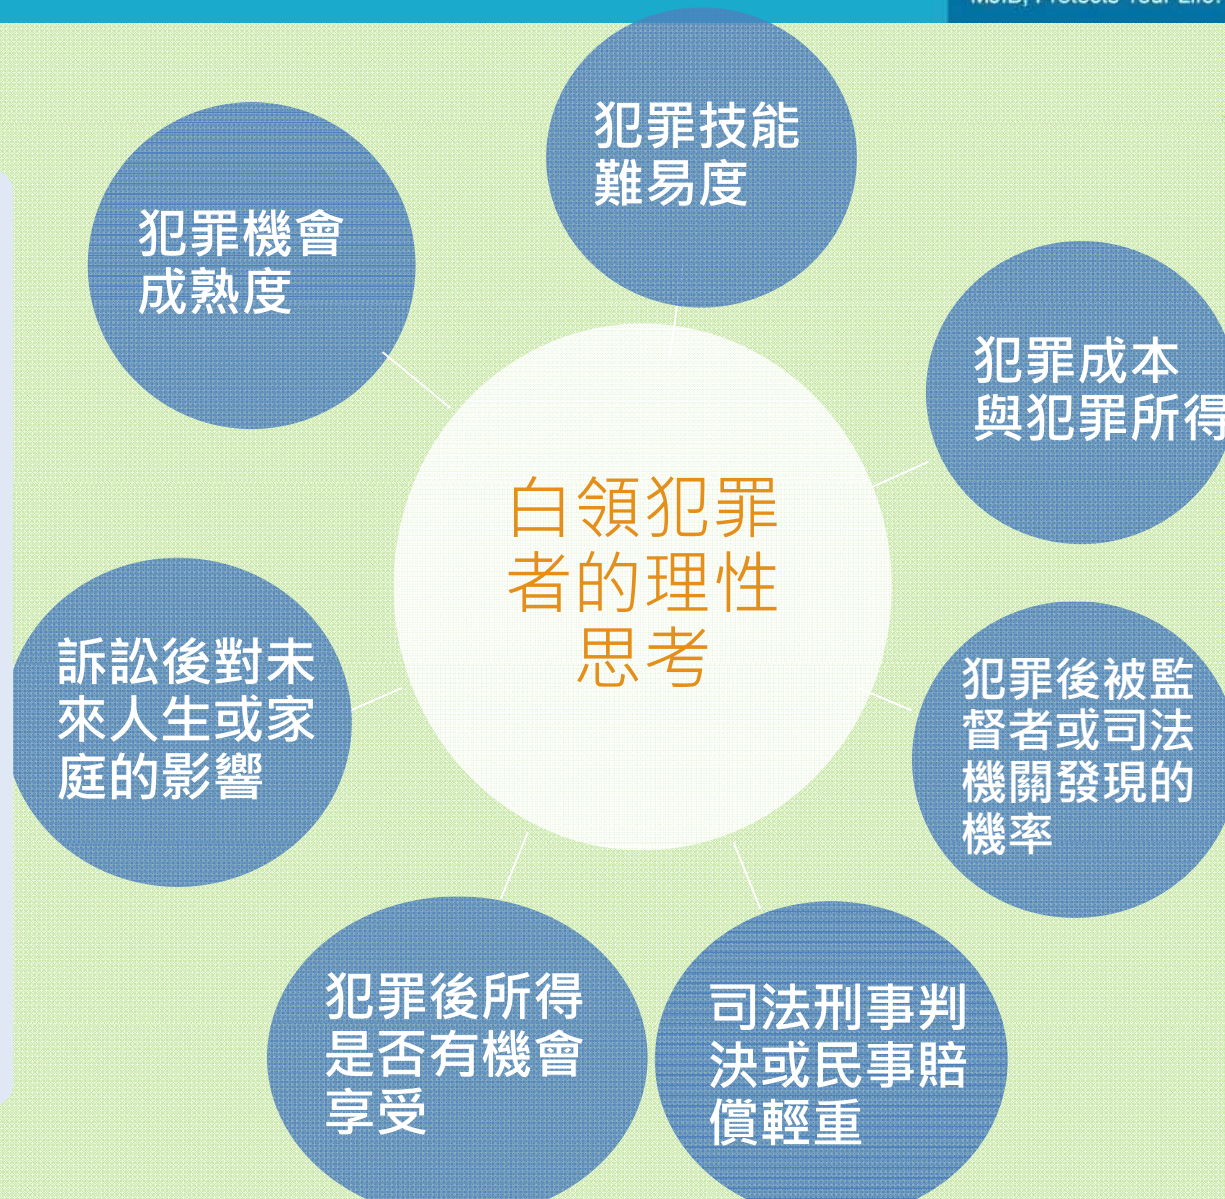 犯罪技能
難易度
犯罪機會
成熟度
犯罪成本
與犯罪所得
白領犯罪
者的理性
思考
訴訟後對未
來人生或家
庭的影響
犯罪後被監
督者或司法
機關發現的
機率
犯罪後所得
是否有機會
享受
司法刑事判
決或民事賠
償輕重